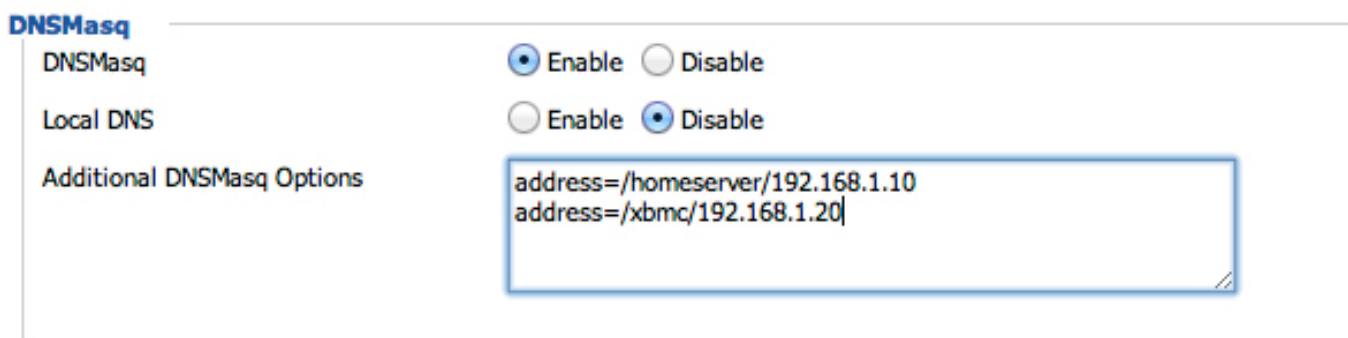 DNSMasq
DNSMasq Enable Disable
Local DNS Enable Disable
Additional DNSMasq Options
address=/homeserver/192.168.1.10
address=/xbmc/192.168.1.20